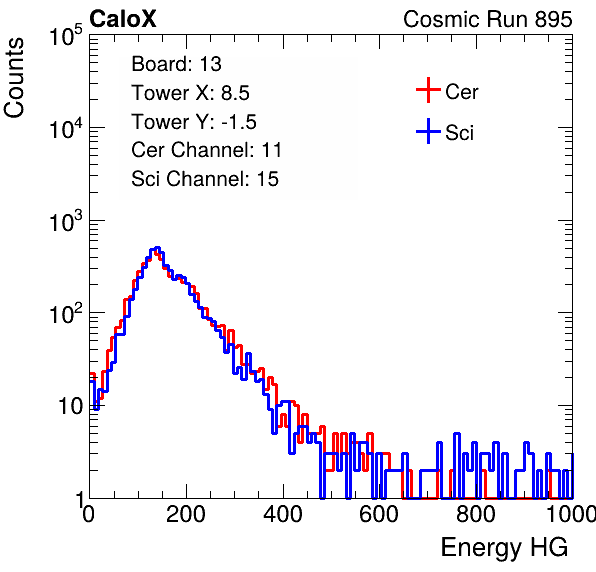 CaloX Cosmic Run 895
Counts
10^5
10^4
10^3
10^2
10
1
Board: 13
Tower X: 8.5
Tower Y: -1.5
Cer Channel: 11
Sci Channel: 15
Cer
Sci
0 200 400 600 800 1000
Energy HG